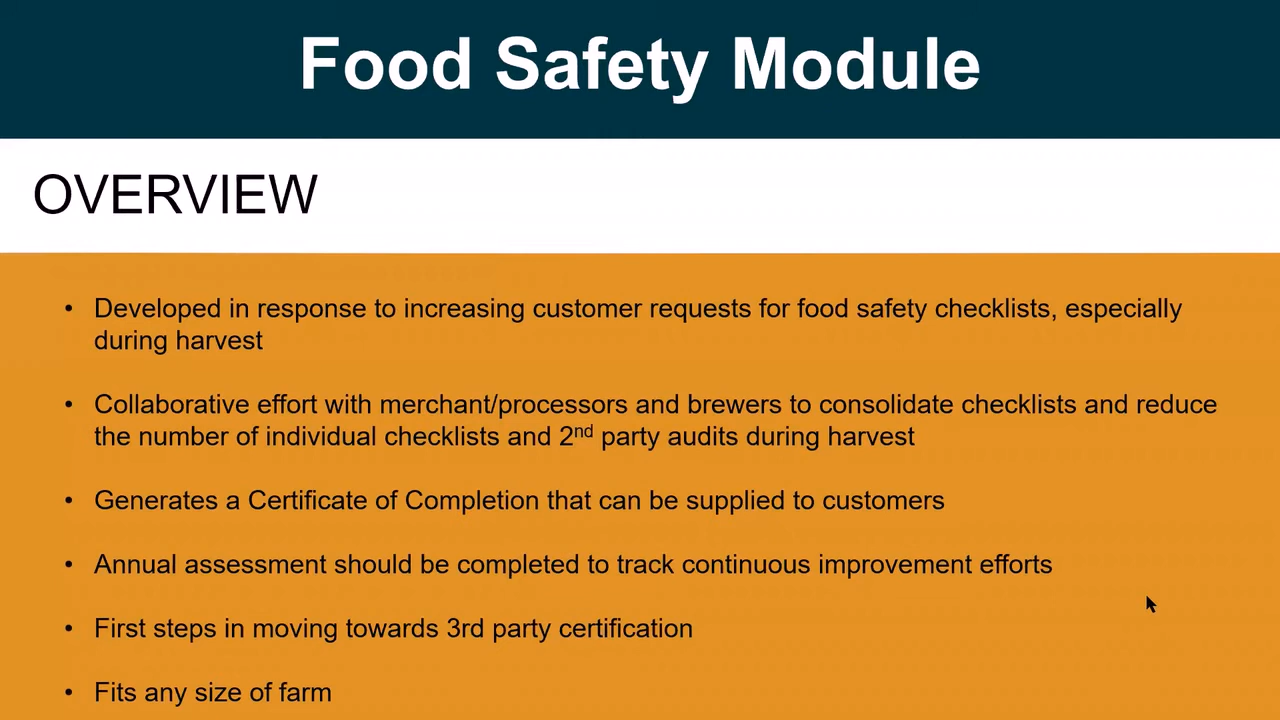 Food Safety Module
OVERVIEW
• Developed in response to increasing customer requests for food safety checklists, especially
during harvest
• Collaborative effort with merchant/processors and brewers to consolidate checklists and reduce
the number of individual checklists and 2nd party audits during harvest
• Generates a Certificate of Completion that can be supplied to customers
• Annual assessment should be completed to track continuous improvement efforts
• First steps in moving towards 3rd party certification
• Fits any size of farm